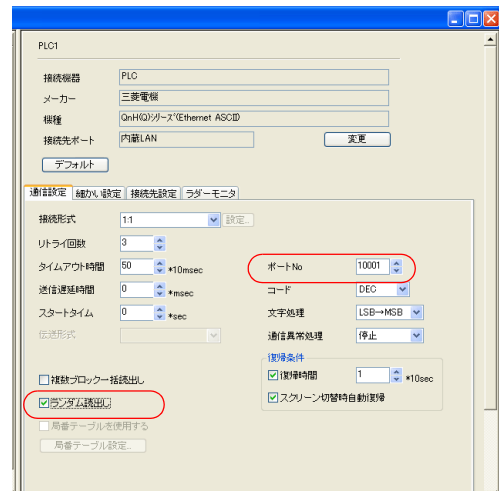 PLC1
接続機器 PLC
メーカー 三菱電機
機種 QnH(Q)シリーズ(Ethernet ASCII)
接続先ポート 内蔵LAN 変更
デフォルト
通信設定 細かい設定 接続先設定 ラダーモニタ
接続形式 1:1 設定...
リトライ回数 3
タイムアウト時間 50 *10msec ポートNo 10001
送信遅延時間 0 *msec コード DEC
スタートタイム 0 *sec 文字処理 LSB→MSB
伝送形式 通信異常処理 停止
復帰条件
複数ブロック一括読出し 復帰時間 1 *10sec
ランダム読出し スクリーン切替時自動復帰
局番テーブルを使用する
局番テーブル設定...